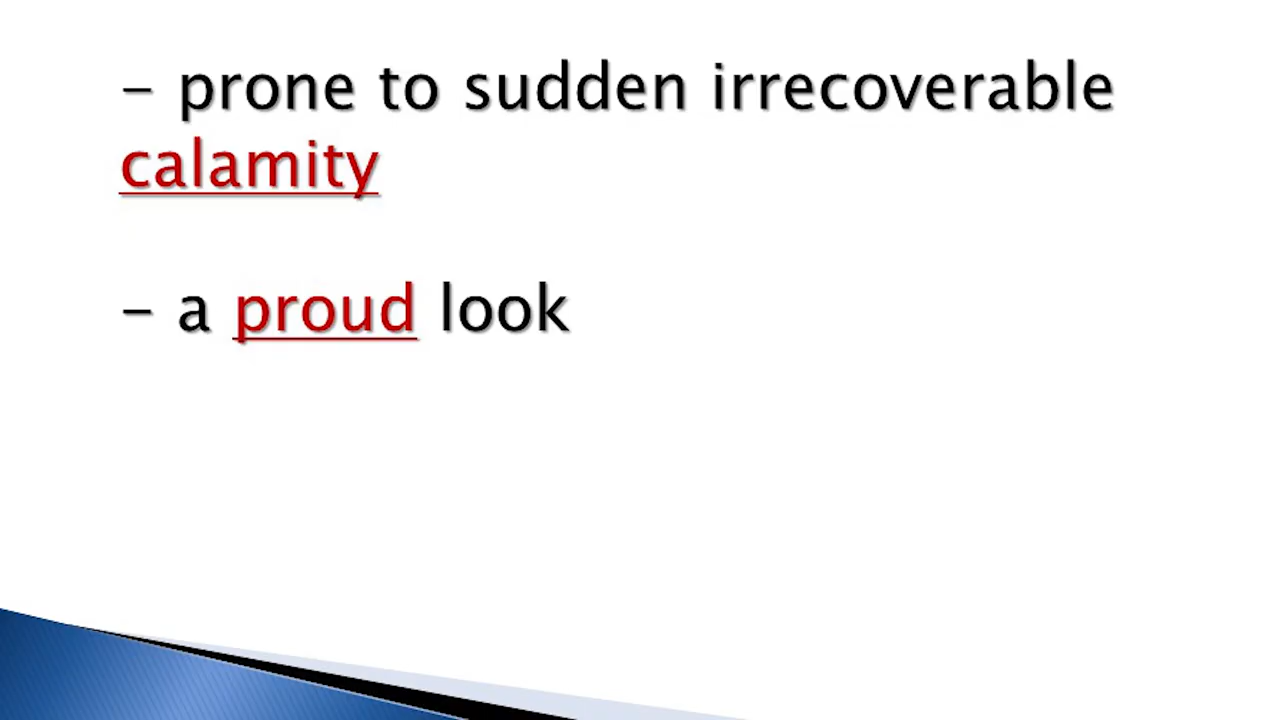 - prone to sudden irrecoverable
calamity
- a proud look